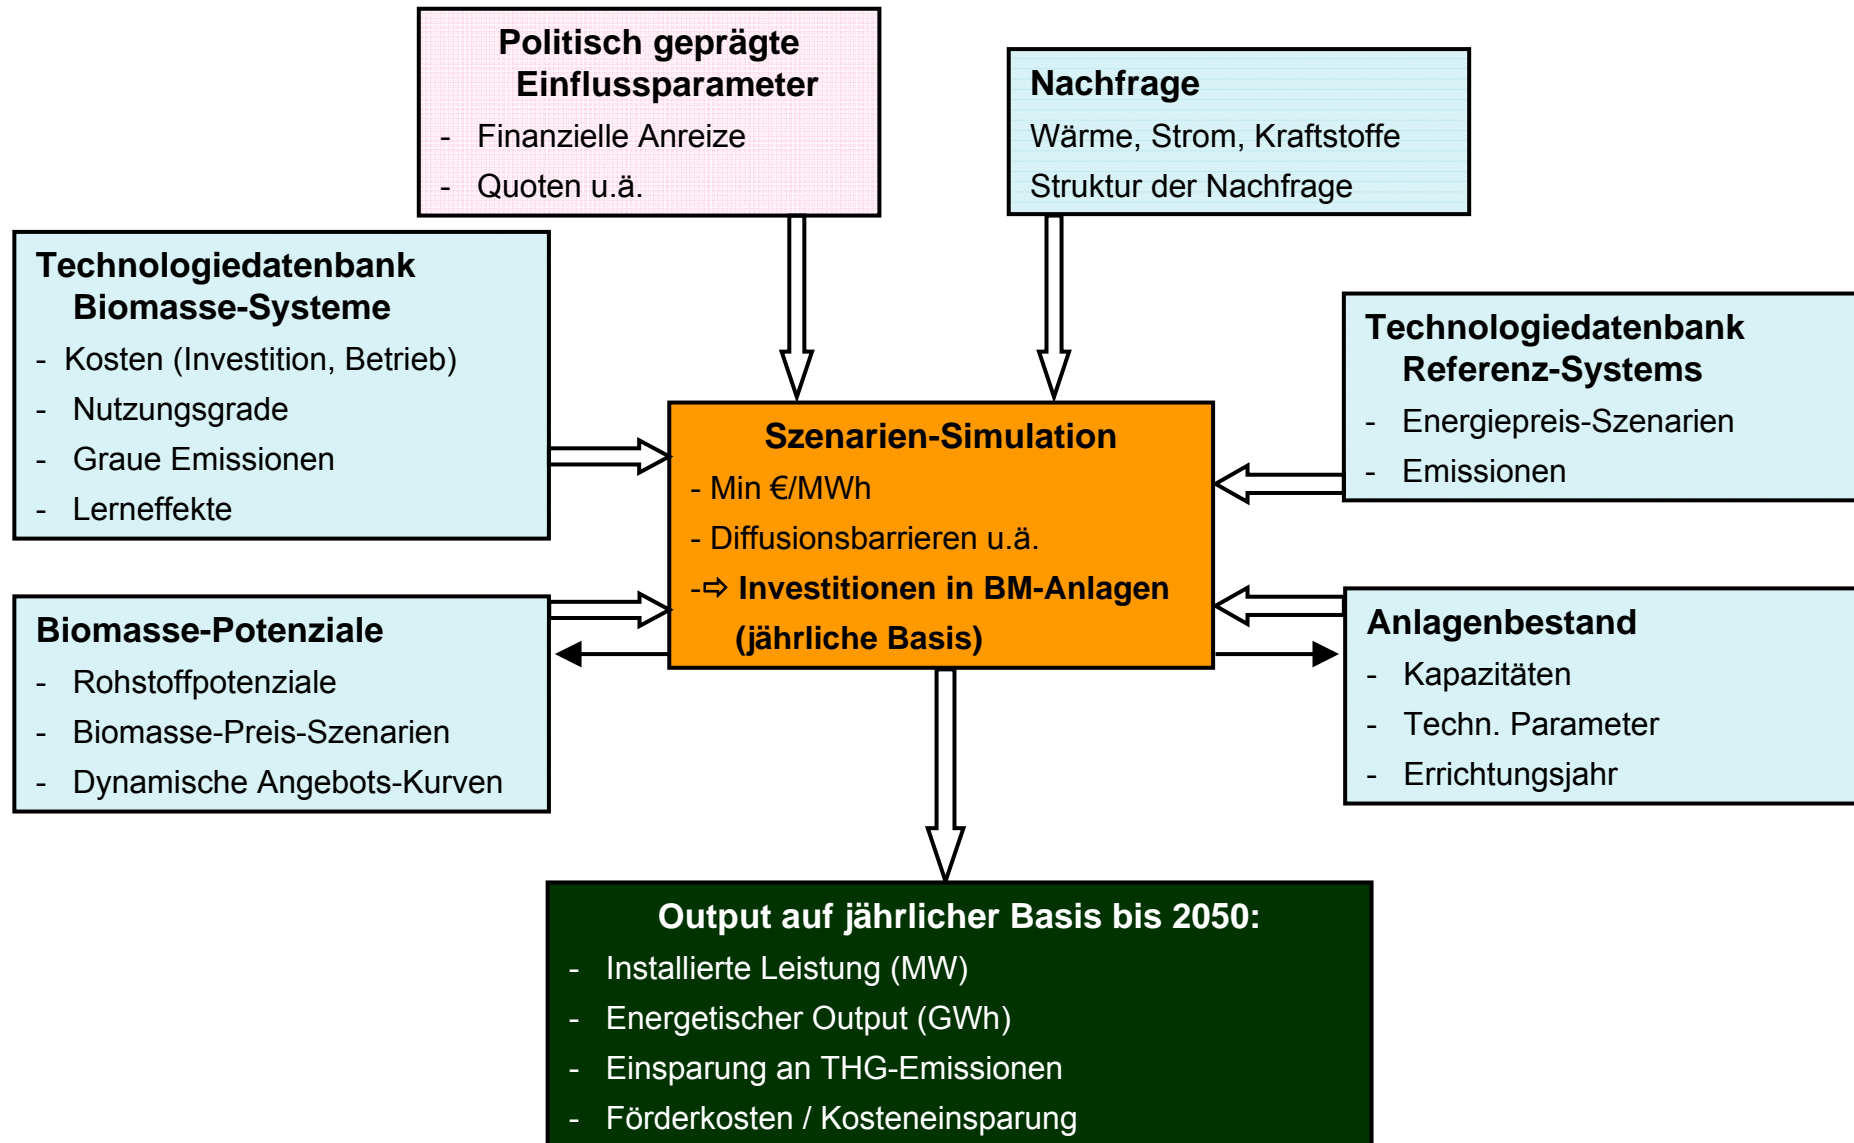 Politisch geprägte
Einflussparameter
- Finanzielle Anreize
- Quoten u.ä.
Nachfrage
Wärme, Strom, Kraftstoffe
Struktur der Nachfrage
Technologiedatenbank
Biomasse-Systeme
- Kosten (Investition, Betrieb)
- Nutzungsgrade
- Graue Emissionen
- Lerneffekte
Technologiedatenbank
Referenz-Systems
- Energiepreis-Szenarien
- Emissionen
Szenarien-Simulation
- Min €/MWh
- Diffusionsbarrieren u.ä.
-⇨ Investitionen in BM-Anlagen
(jährliche Basis)
Biomasse-Potenziale
- Rohstoffpotenziale
- Biomasse-Preis-Szenarien
- Dynamische Angebots-Kurven
Anlagenbestand
- Kapazitäten
- Techn. Parameter
- Errichtungsjahr
Output auf jährlicher Basis bis 2050:
- Installierte Leistung (MW)
- Energetischer Output (GWh)
- Einsparung an THG-Emissionen
- Förderkosten / Kosteneinsparung